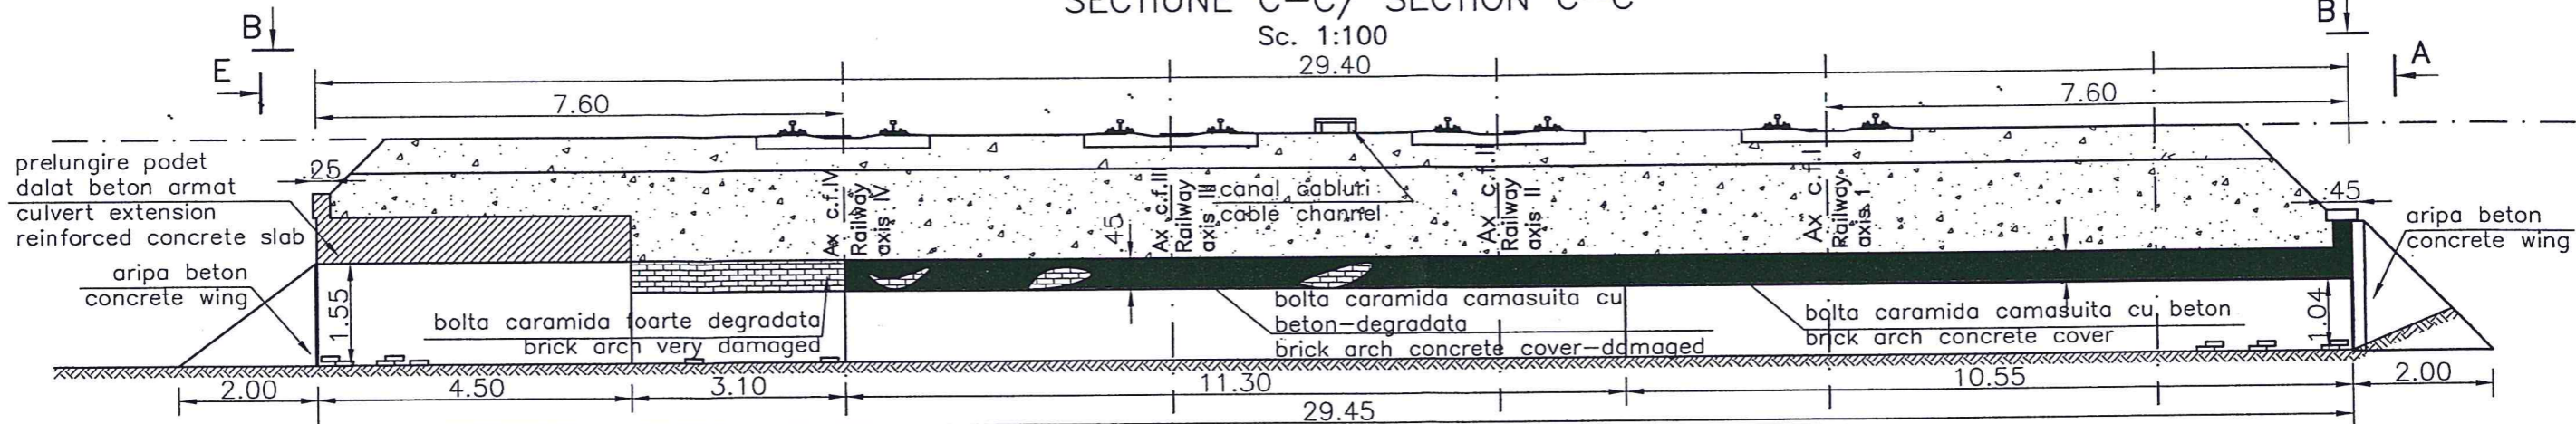 SECTIUNE C-C/ SECTION C-C
Sc. 1:100
B
B
E
A
29.40
7.60
7.60
prelungire podet
dalat beton armat
culvert extension
reinforced concrete slab
.25
aripa beton
concrete wing
1.55
Ax c.f.IV
Railway
axis IV
.45
Ax c.f.III
Railway
axis III
canal cabluri
cable channel
Ax c.f.II
Railway
axis II
Ax c.f.I
Railway
axis 1
.45
aripa beton
concrete wing
bolta caramida foarte degradata
brick arch very damaged
bolta caramida camasuita cu
beton-degradata
brick arch concrete cover-damaged
bolta caramida camasuita cu beton
brick arch concrete cover
1.04
2.00
4.50
3.10
11.30
10.55
2.00
29.45